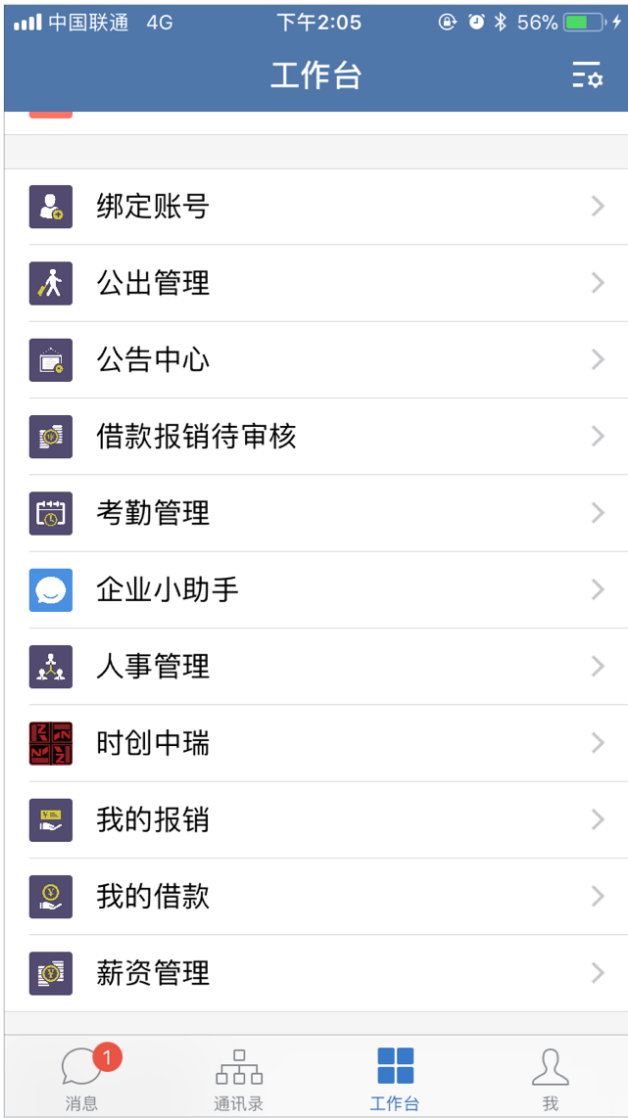 中国联通 4G 下午2:05 56%
工作台
绑定账号
公出管理
公告中心
借款报销待审核
考勤管理
企业小助手
人事管理
时创中瑞
我的报销
我的借款
薪资管理
1
消息 通讯录 工作台 我